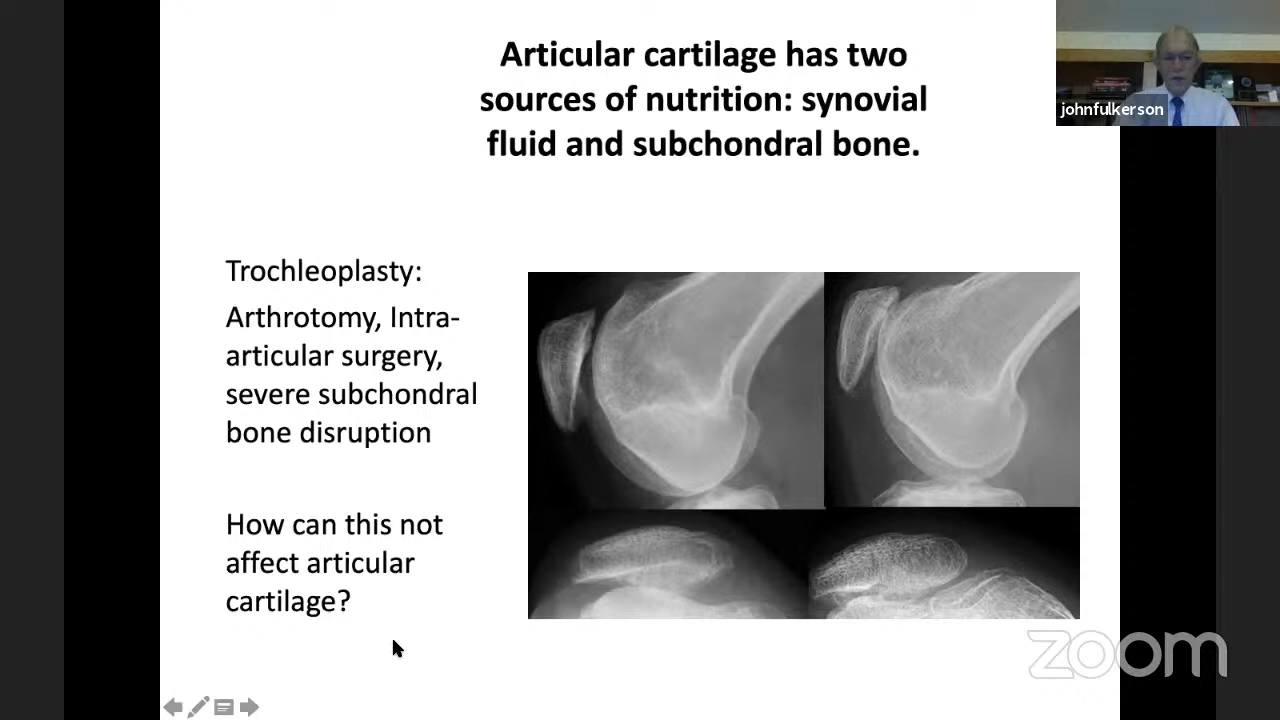 Articular cartilage has two
sources of nutrition: synovial
fluid and subchondral bone.
johnfulkerson
Trochleoplasty:
Arthrotomy, Intra-
articular surgery,
severe subchondral
bone disruption
How can this not
affect articular
cartilage?
zoom